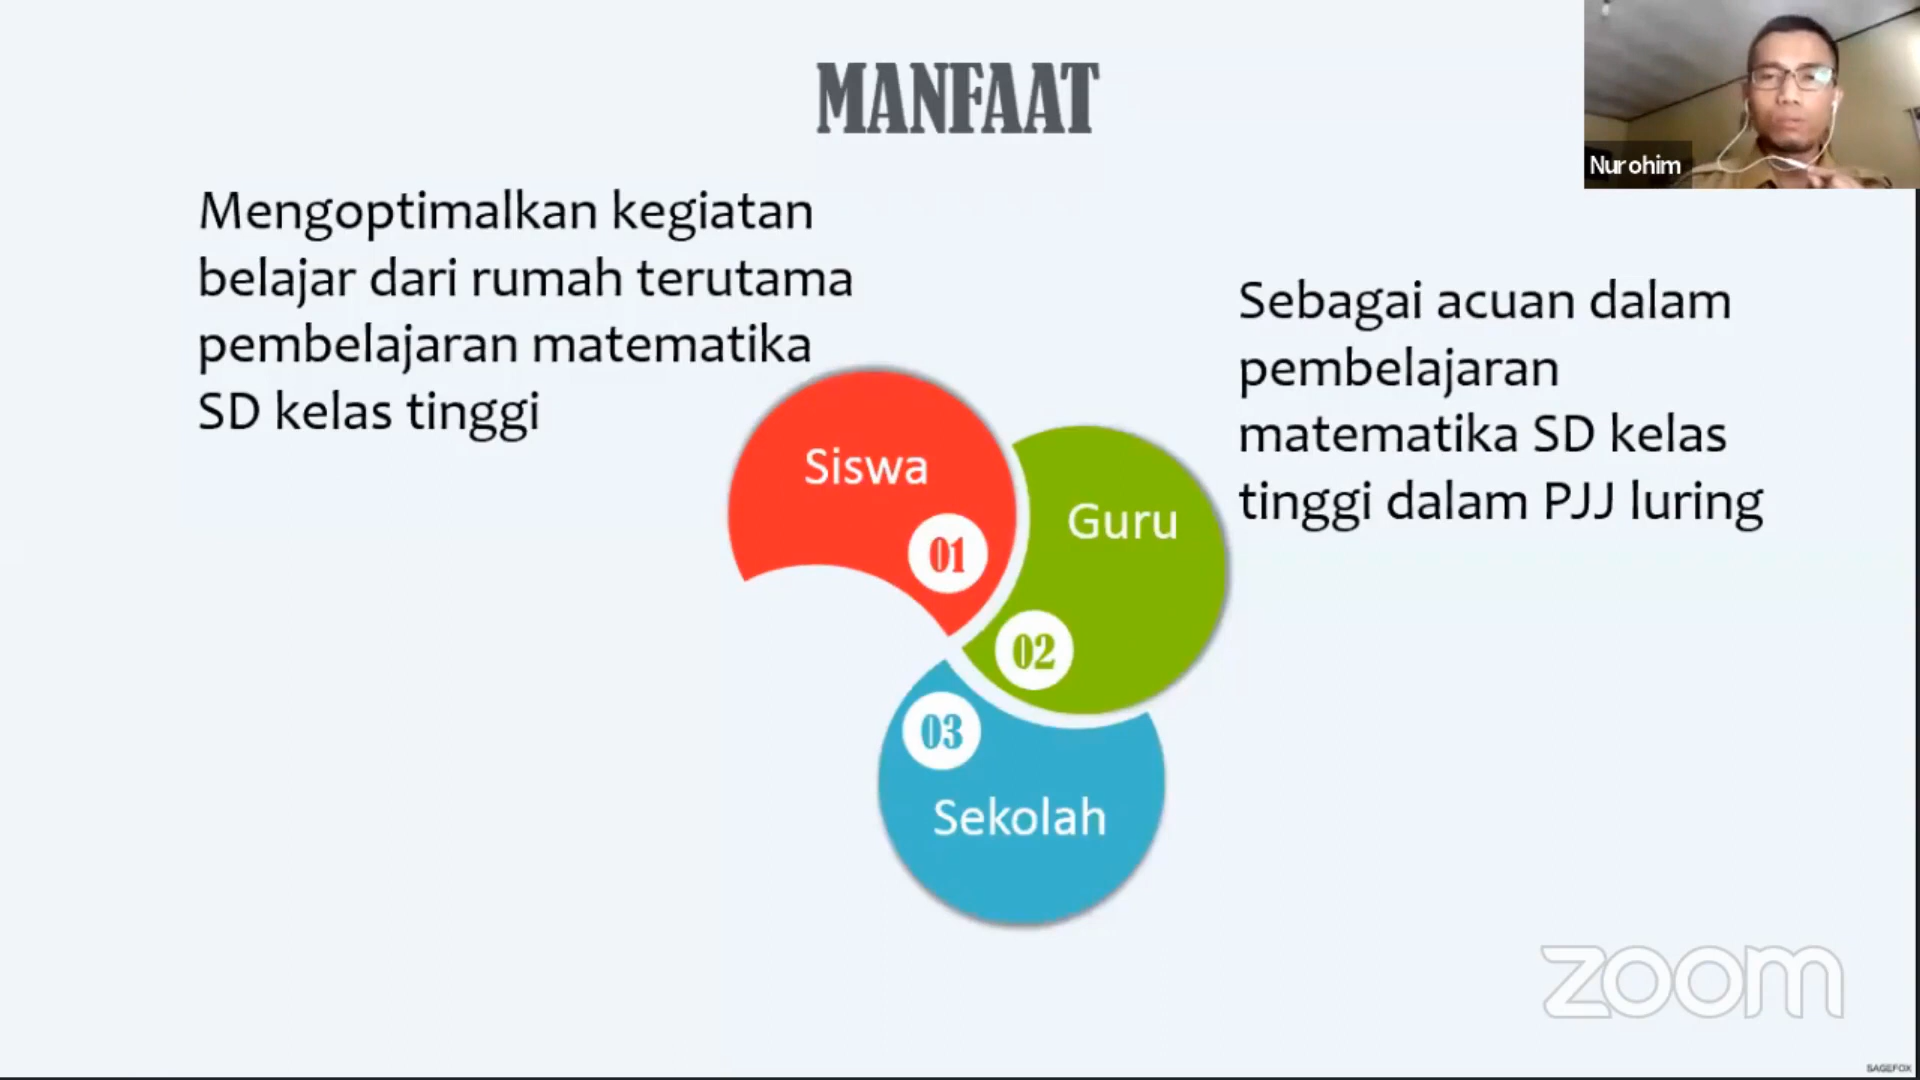 MANFAAT
Nurohim
Mengoptimalkan kegiatan
belajar dari rumah terutama
pembelajaran matematika
SD kelas tinggi
Sebagai acuan dalam
pembelajaran
matematika SD kelas
tinggi dalam PJJ luring
Siswa
01
Guru
02
03
Sekolah
zoom
SAGEFOX